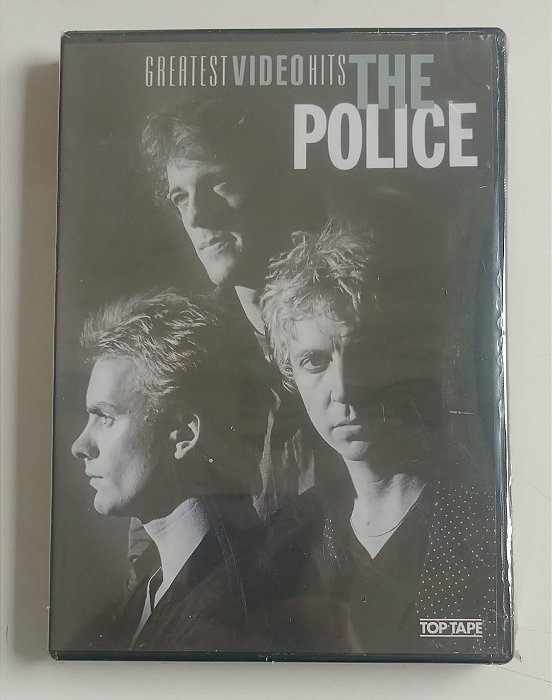 GREATEST VIDEO HITS THE
POLICE
TOP TAPE